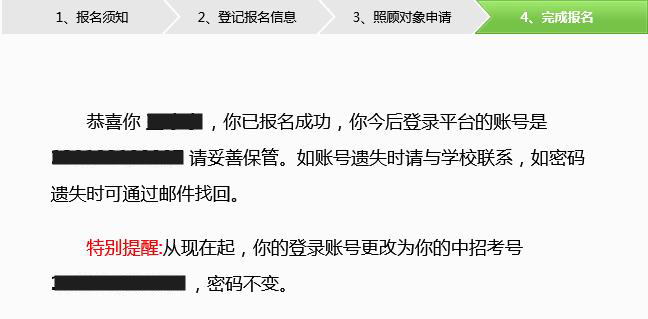 1、报名须知 2、登记报名信息 3、照顾对象申请 4、完成报名
恭喜你 ，你已报名成功，你今后登录平台的账号是
请妥善保管。如账号遗失时请与学校联系，如密码
遗失时可通过邮件找回。
特别提醒:从现在起，你的登录账号更改为你的中招考号
，密码不变。